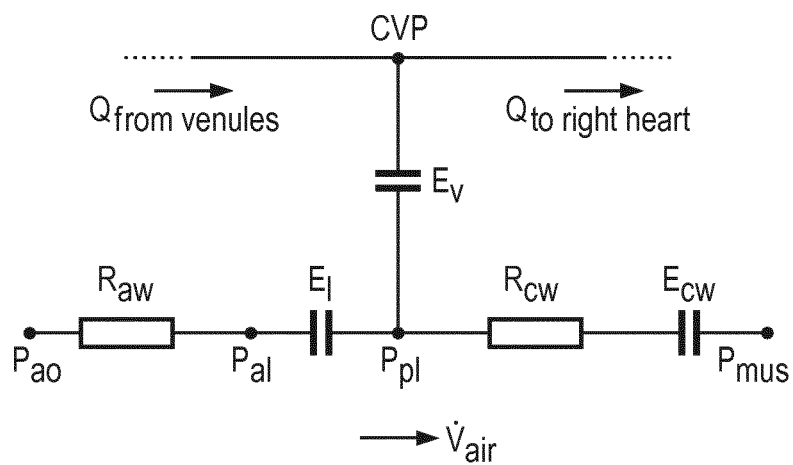 CVP
Q from venules
Q to right heart
E v
R aw
E l
R cw
E cw
P ao
P al
P pl
P mus
V̇ air